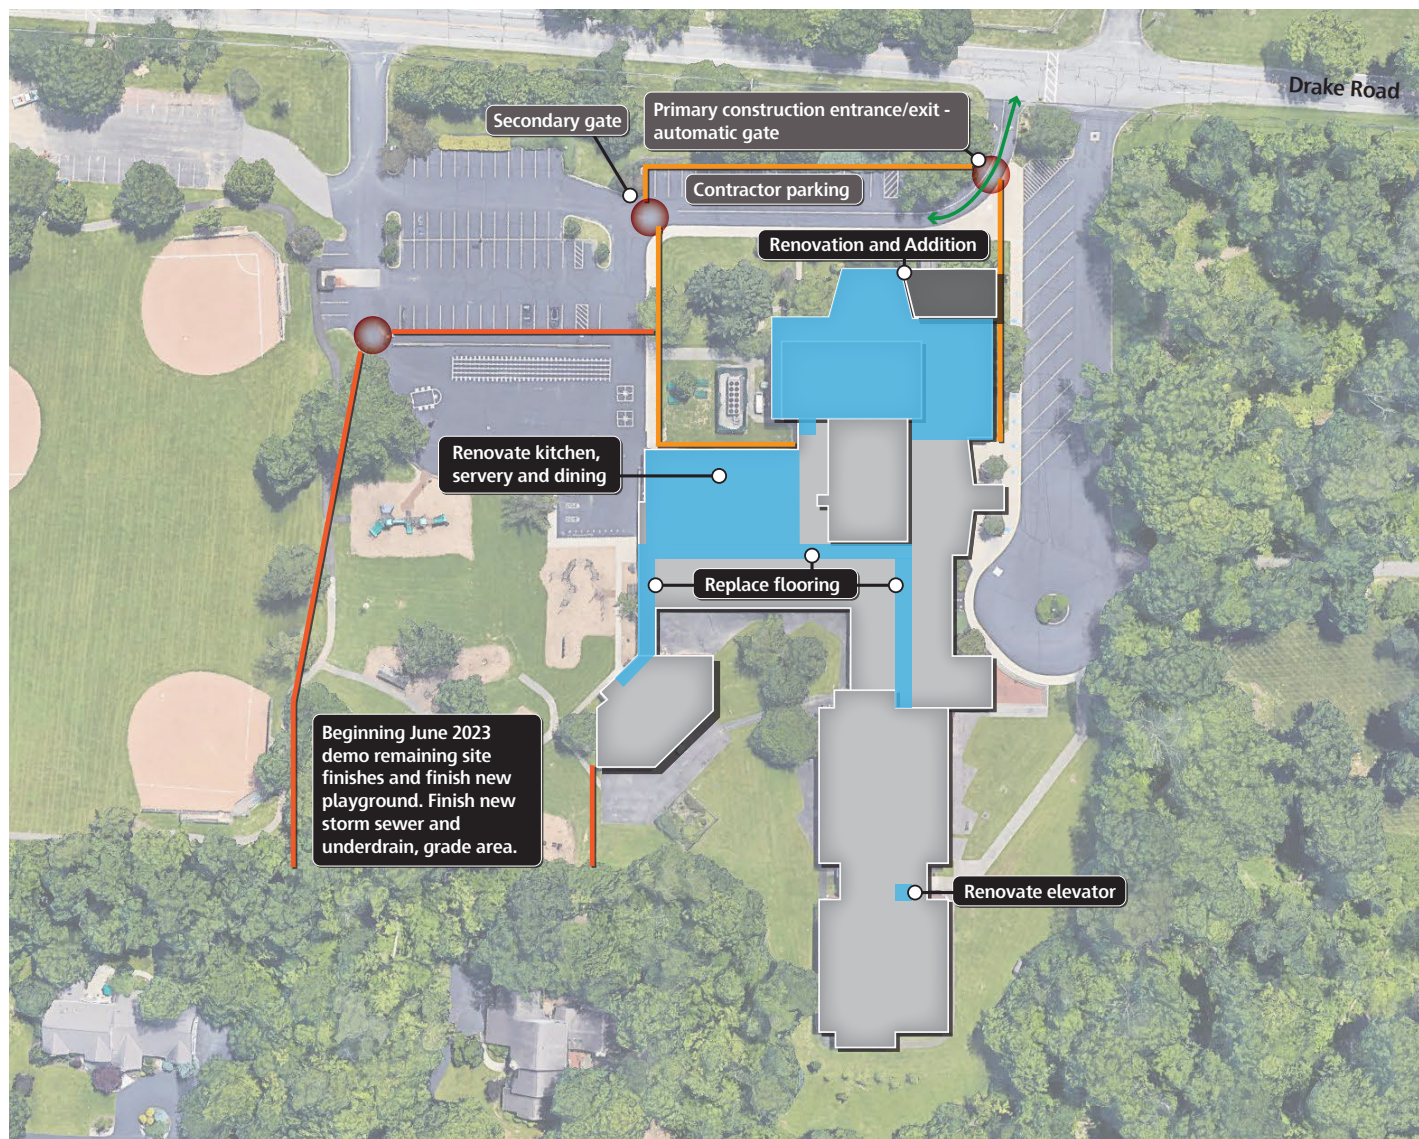 Drake Road
Secondary gate
Primary construction entrance/exit -
automatic gate
Contractor parking
Renovation and Addition
Renovate kitchen,
servery and dining
Replace flooring
Beginning June 2023
demo remaining site
finishes and finish new
playground. Finish new
storm sewer and
underdrain, grade area.
Renovate elevator